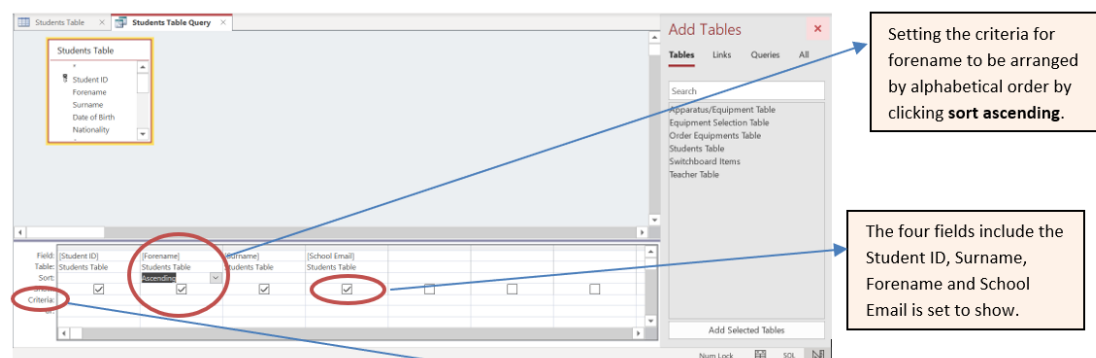 Students Table
Students Table Query
Students Table
*
Student ID
Forename
Surname
Date of Birth
Nationality
Add Tables
Tables Links Queries All
Search
Apparatus/Equipment Table
Equipment Selection Table
Order Equipments Table
Students Table
Switchboard Items
Teacher Table
Add Selected Tables
Setting the criteria for
forename to be arranged
by alphabetical order by
clicking sort ascending.
The four fields include the
Student ID, Surname,
Forename and School
Email is set to show.
Field: [Student ID] [Forename] [Surname] [School Email]
Table: Students Table Students Table Students Table Students Table
Sort: Ascending
Criteria:
Num Lock SQL